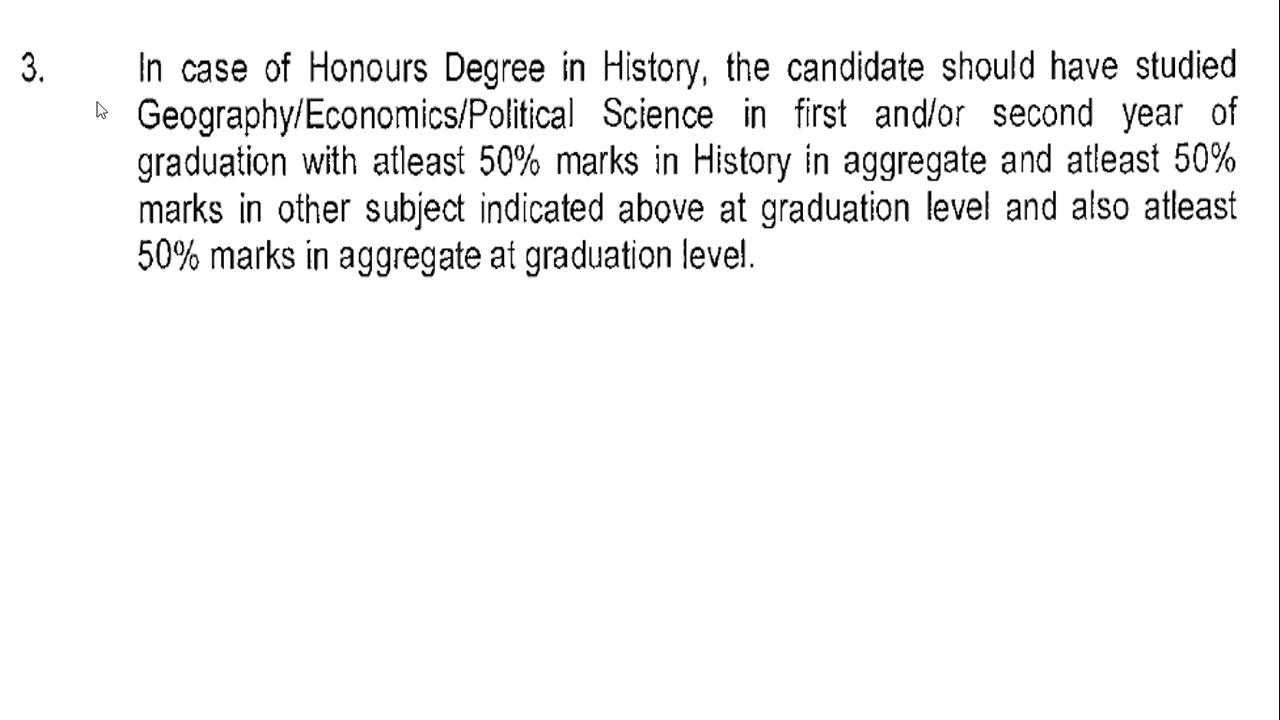 3. In case of Honours Degree in History, the candidate should have studied
Geography/Economics/Political Science in first and/or second year of
graduation with atleast 50% marks in History in aggregate and atleast 50%
marks in other subject indicated above at graduation level and also atleast
50% marks in aggregate at graduation level.